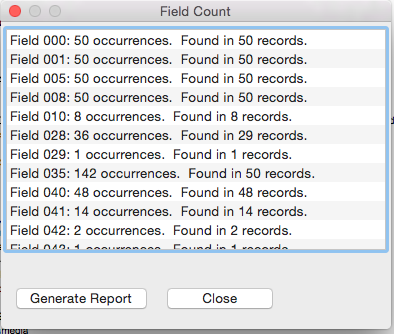 Field Count
Field 000: 50 occurrences.  Found in 50 records.
Field 001: 50 occurrences.  Found in 50 records.
Field 005: 50 occurrences.  Found in 50 records.
Field 008: 50 occurrences.  Found in 50 records.
Field 010: 8 occurrences.  Found in 8 records.
Field 028: 36 occurrences.  Found in 29 records.
Field 029: 1 occurrences.  Found in 1 records.
Field 035: 142 occurrences.  Found in 50 records.
Field 040: 48 occurrences.  Found in 48 records.
Field 041: 14 occurrences.  Found in 14 records.
Field 042: 2 occurrences.  Found in 2 records.
Field 043: 1 occurrences.  Found in 1 records.
Generate Report Close
media